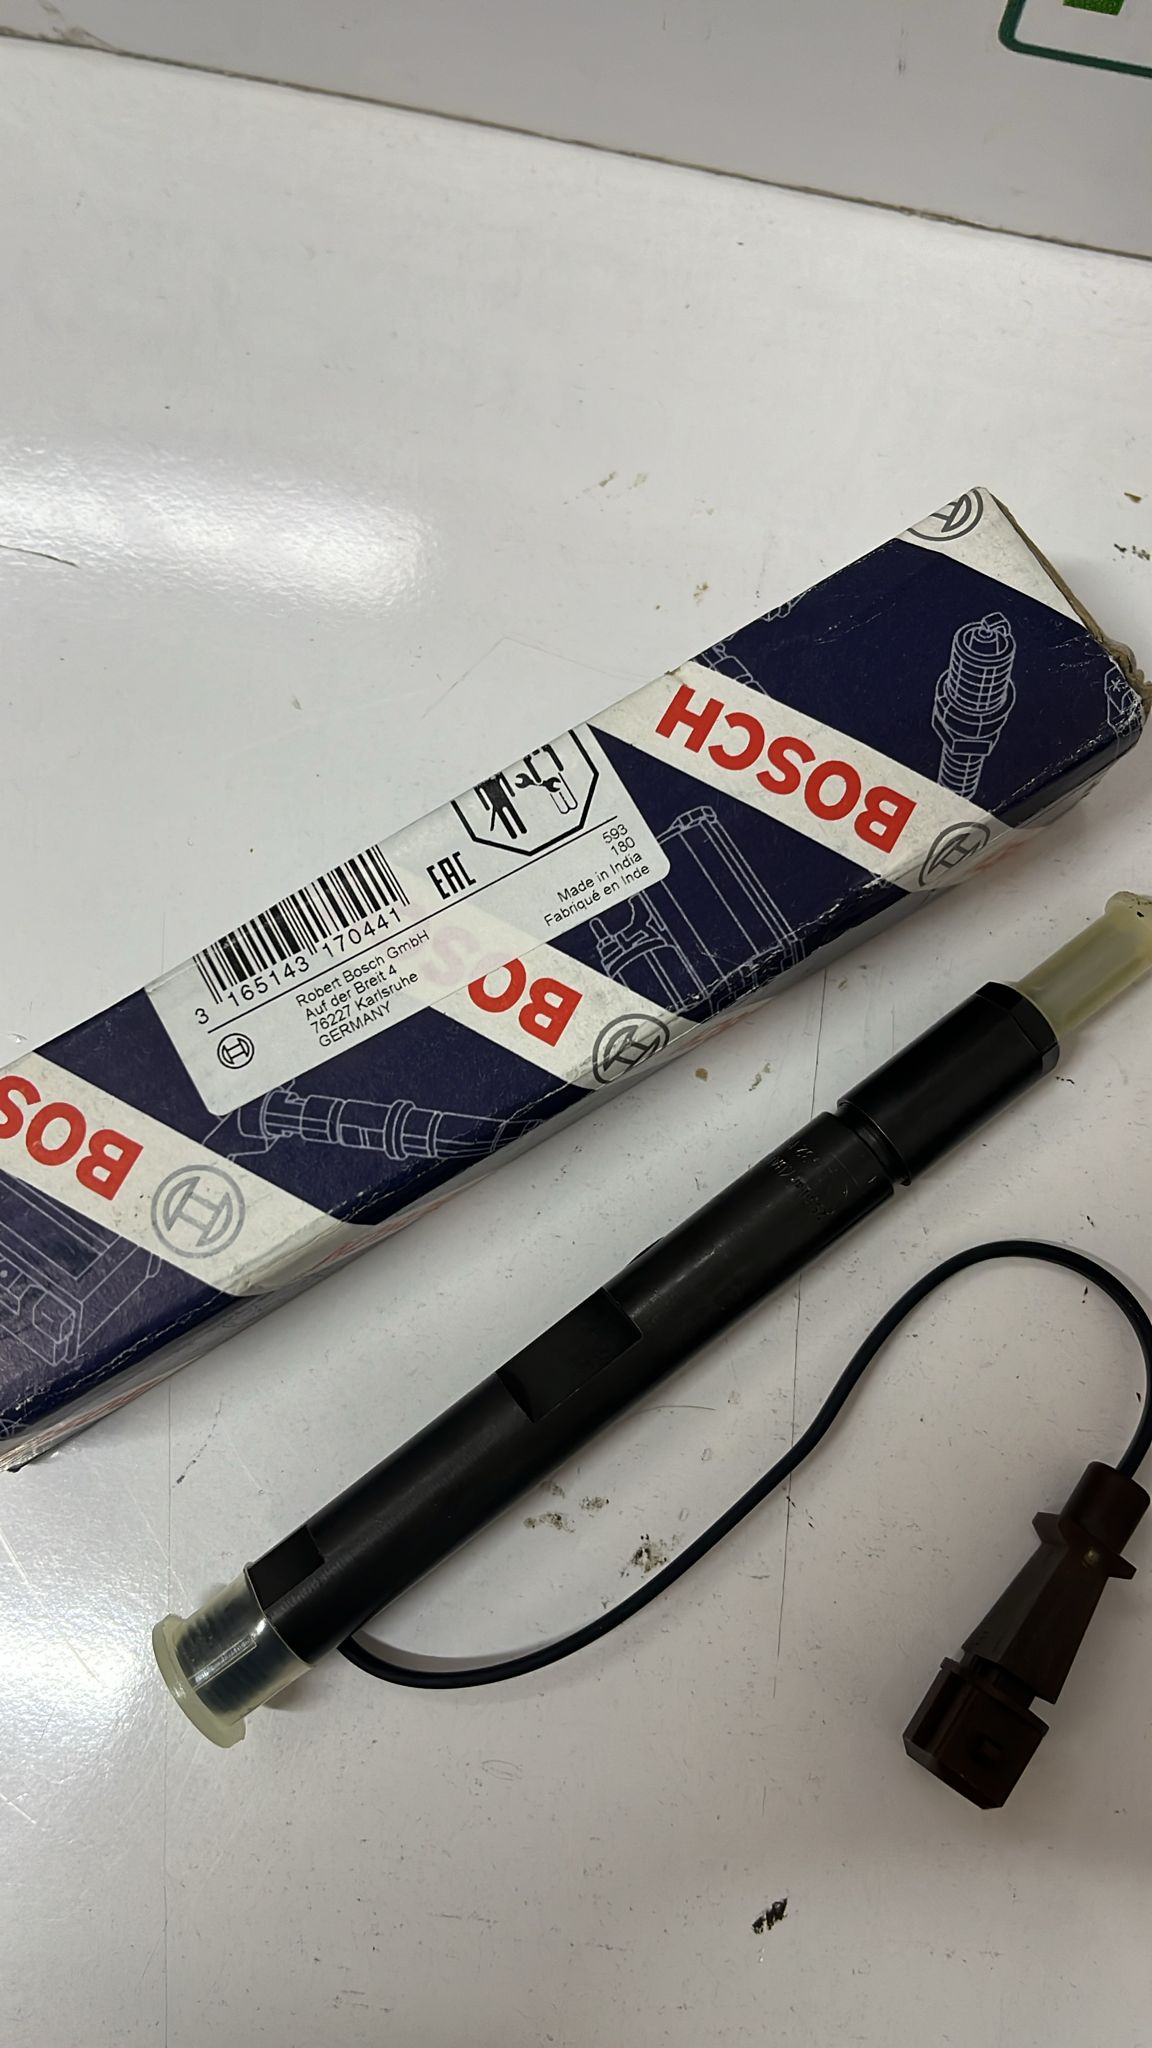 BOSCH
593
180
Made in India
Fabriqué en Inde
EAC
3 165143 170441
Robert Bosch GmbH
Auf der Breit 4
76227 Karlsruhe
GERMANY
BO
BOS